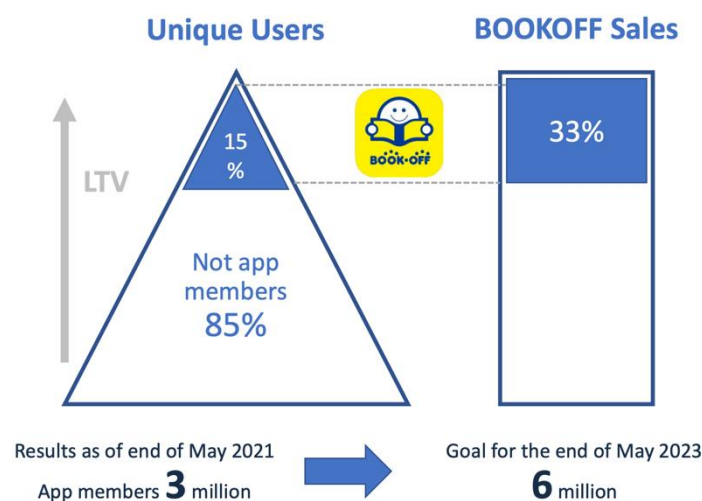 Unique Users
BOOKOFF Sales
LTV
15
%
BOOK•OFF
33%
Not app
members
85%
Results as of end of May 2021
App members 3 million
Goal for the end of May 2023
6 million